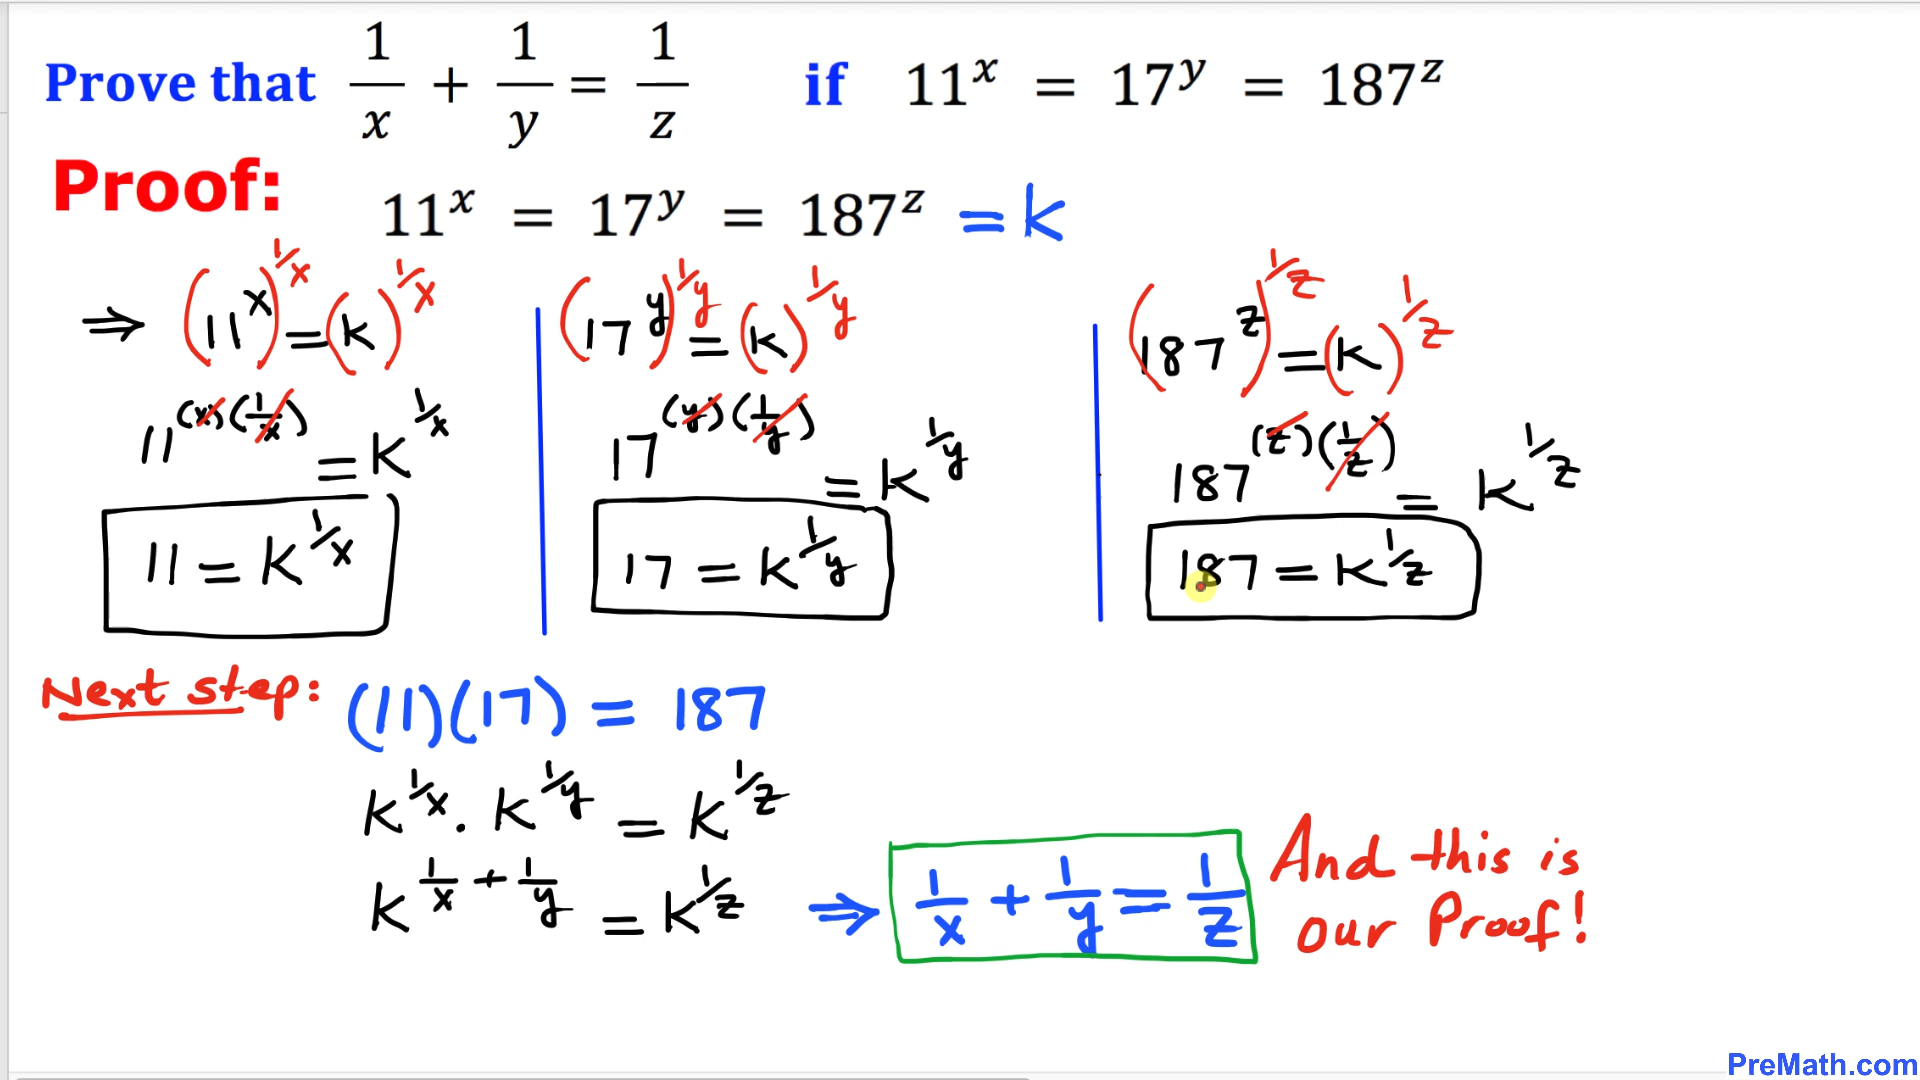 Prove that 1/x + 1/y = 1/z if 11^x = 17^y = 187^z
Proof: 11^x = 17^y = 187^z = k
⇒ (11^x)^1/x = (k)^1/x (17^y)^1/y = (k)^1/y (187^z)^1/z = (k)^1/z
11^(x)(1/x) = k^1/x 17^(y)(1/y) = k^1/y 187^(z)(1/z) = k^1/z
11 = k^1/x 17 = k^1/y 187 = k^1/z
Next step: (11)(17) = 187
k^1/x . k^1/y = k^1/z
k^1/x + 1/y = k^1/z ⇒ 1/x + 1/y = 1/z And this is
our Proof!
PreMath.com